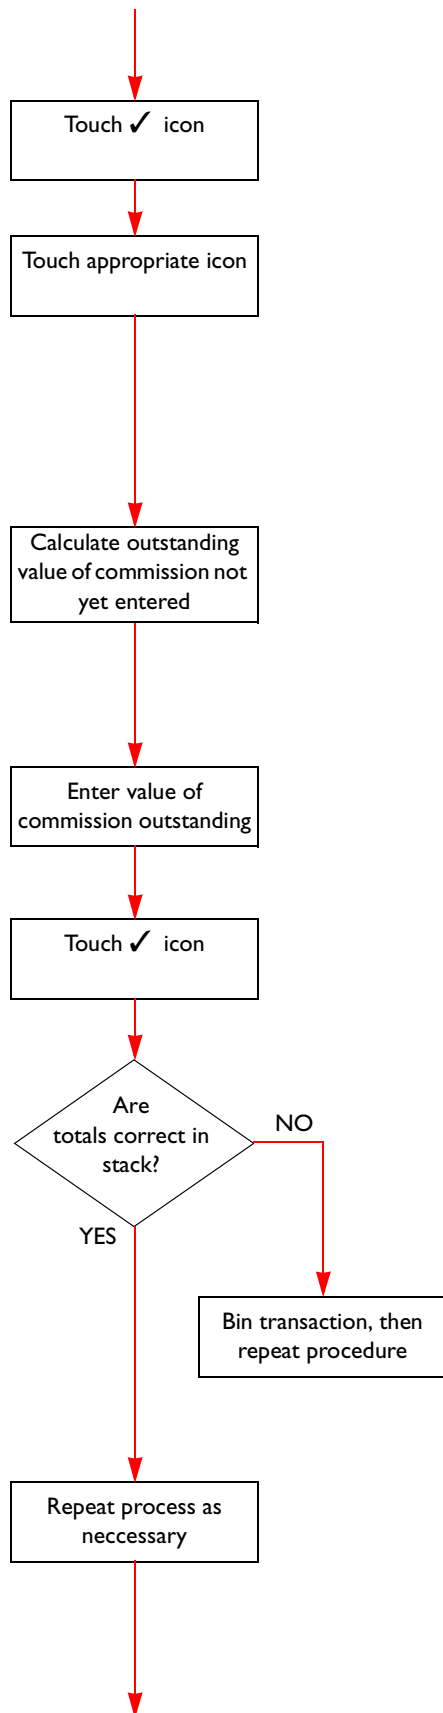 Touch ✓ icon
Touch appropriate icon
Calculate outstanding
value of commission not
yet entered
Enter value of
commission outstanding
Touch ✓ icon
Are
totals correct in
stack?
NO
YES
Bin transaction, then
repeat procedure
Repeat process as
neccessary